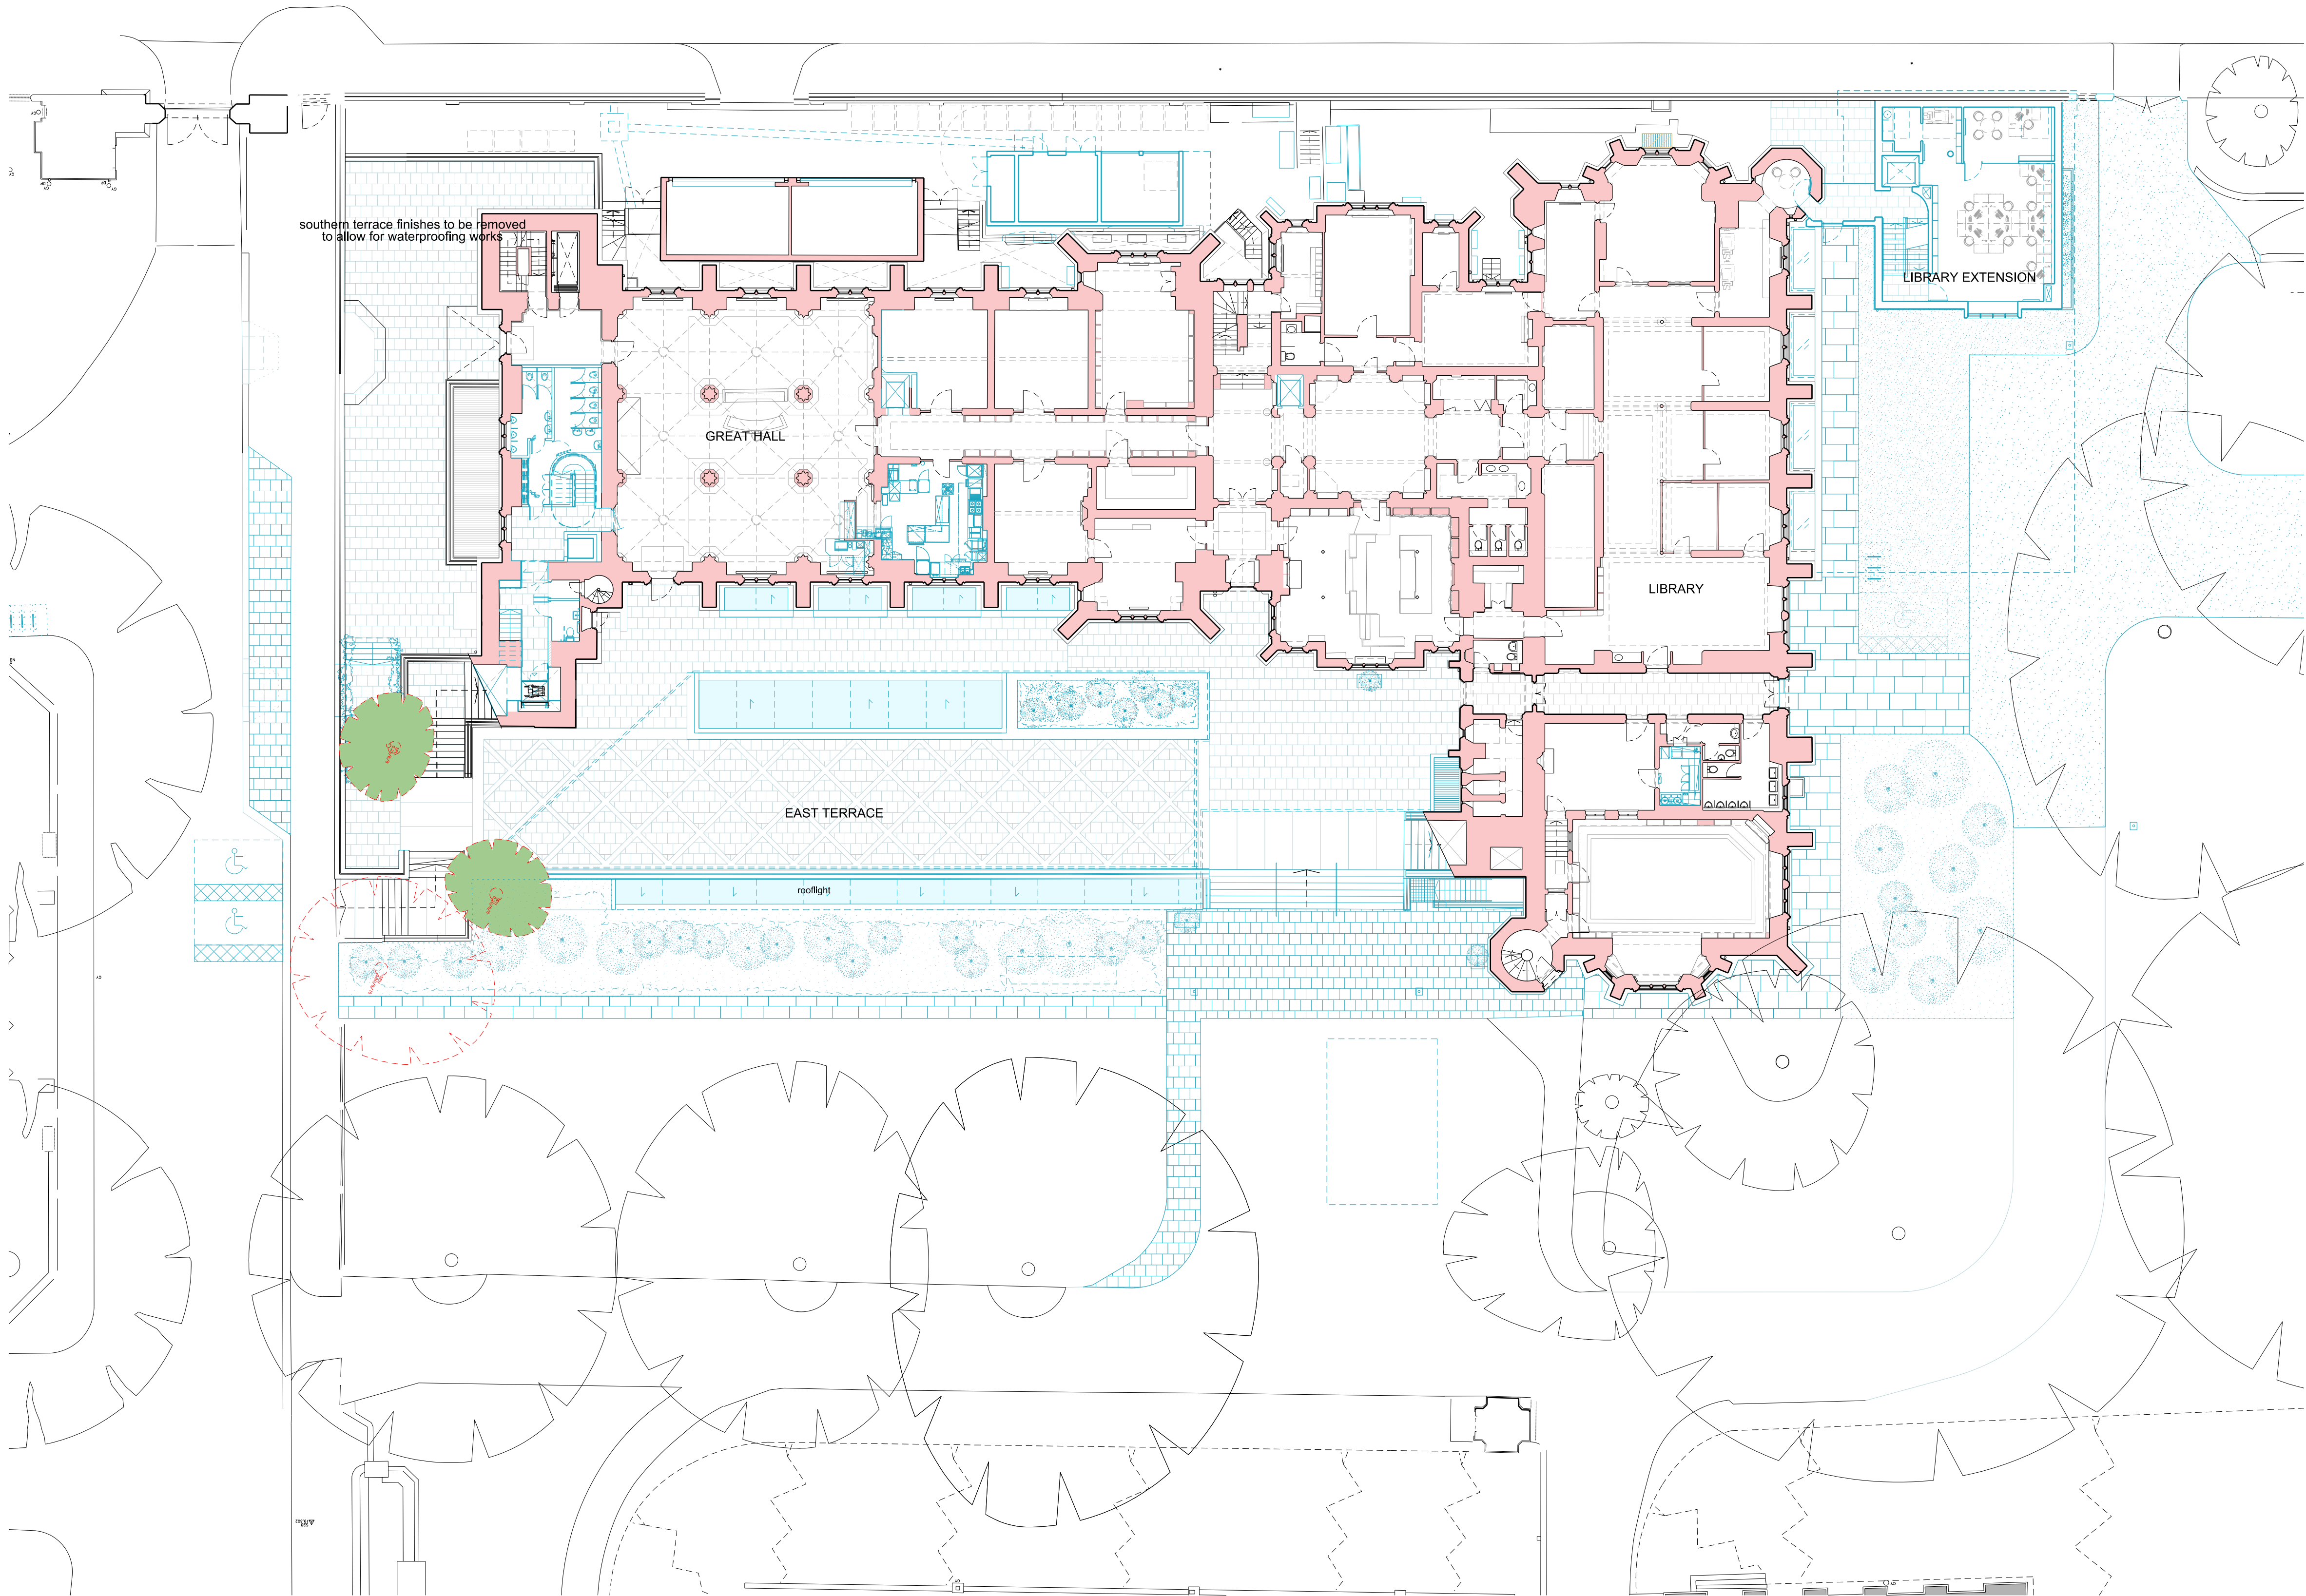 southern terrace finishes to be removed
to allow for waterproofing works
LIBRARY EXTENSION
GREAT HALL
LIBRARY
EAST TERRACE
rooflight